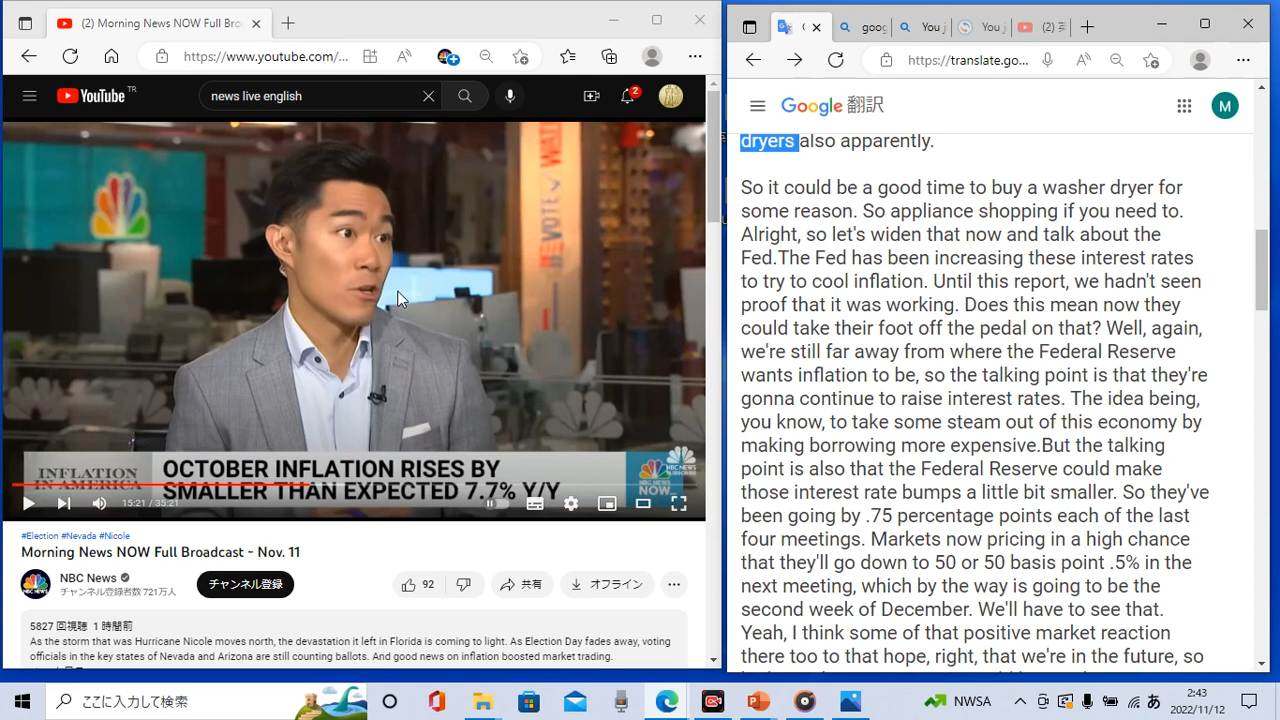 (2) Morning News NOW Full Broa
https://www.youtube.com/...
YouTube TR
news live english
2
INFLATION
IN AMERICA
OCTOBER INFLATION RISES BY
SMALLER THAN EXPECTED 7.7% Y/Y
NBC NEWS
NOW
15:21 / 35:21
#Election #Nevada #Nicole
Morning News NOW Full Broadcast - Nov. 11
NBC News
チャンネル登録者数 721万人
チャンネル登録
92
共有
オフライン
5827 回視聴 1 時間前
As the storm that was Hurricane Nicole moves north, the devastation it left in Florida is coming to light. As Election Day fades away, voting
officials in the key states of Nevada and Arizona are still counting ballots. And good news on inflation boosted market trading.
goog
You j
You j
(2)
https://translate.go...
Google 翻訳
M
dryers also apparently.
So it could be a good time to buy a washer dryer for
some reason. So appliance shopping if you need to.
Alright, so let's widen that now and talk about the
Fed.The Fed has been increasing these interest rates
to try to cool inflation. Until this report, we hadn't seen
proof that it was working. Does this mean now they
could take their foot off the pedal on that? Well, again,
we're still far away from where the Federal Reserve
wants inflation to be, so the talking point is that they're
gonna continue to raise interest rates. The idea being,
you know, to take some steam out of this economy by
making borrowing more expensive.But the talking
point is also that the Federal Reserve could make
those interest rate bumps a little bit smaller. So they've
been going by .75 percentage points each of the last
four meetings. Markets now pricing in a high chance
that they'll go down to 50 or 50 basis point .5% in the
next meeting, which by the way is going to be the
second week of December. We'll have to see that.
Yeah, I think some of that positive market reaction
there too to that hope, right, that we're in the future, so
ここに入力して検索
NWSA
あ
2:43
2022/11/12